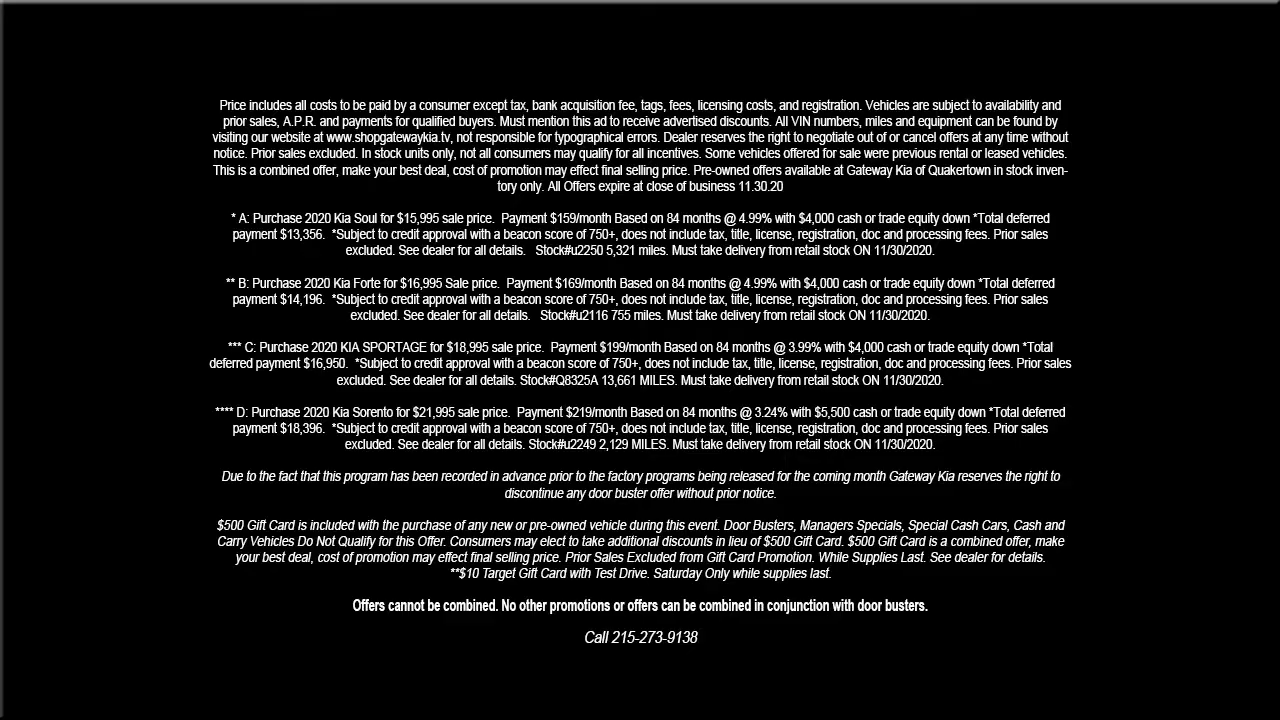 Price includes all costs to be paid by a consumer except tax, bank acquisition fee, tags, fees, licensing costs, and registration. Vehicles are subject to availability and
prior sales, A.P.R. and payments for qualified buyers. Must mention this ad to receive advertised discounts. All VIN numbers, miles and equipment can be found by
visiting our website at www.shopgatewaykia.tv, not responsible for typographical errors. Dealer reserves the right to negotiate out of or cancel offers at any time without
notice. Prior sales excluded. In stock units only, not all consumers may qualify for all incentives. Some vehicles offered for sale were previous rental or leased vehicles.
This is a combined offer, make your best deal, cost of promotion may effect final selling price. Pre-owned offers available at Gateway Kia of Quakertown in stock inven-
tory only. All Offers expire at close of business 11.30.20
* A: Purchase 2020 Kia Soul for $15,995 sale price. Payment $159/month Based on 84 months @ 4.99% with $4,000 cash or trade equity down *Total deferred
payment $13,356. *Subject to credit approval with a beacon score of 750+, does not include tax, title, license, registration, doc and processing fees. Prior sales
excluded. See dealer for all details. Stock#u2250 5,321 miles. Must take delivery from retail stock ON 11/30/2020.
** B: Purchase 2020 Kia Forte for $16,995 Sale price. Payment $169/month Based on 84 months @ 4.99% with $4,000 cash or trade equity down *Total deferred
payment $14,196. *Subject to credit approval with a beacon score of 750+, does not include tax, title, license, registration, doc and processing fees. Prior sales
excluded. See dealer for all details. Stock#u2116 755 miles. Must take delivery from retail stock ON 11/30/2020.
*** C: Purchase 2020 KIA SPORTAGE for $18,995 sale price. Payment $199/month Based on 84 months @ 3.99% with $4,000 cash or trade equity down *Total
deferred payment $16,950. *Subject to credit approval with a beacon score of 750+, does not include tax, title, license, registration, doc and processing fees. Prior sales
excluded. See dealer for all details. Stock#Q8325A 13,661 MILES. Must take delivery from retail stock ON 11/30/2020.
**** D: Purchase 2020 Kia Sorento for $21,995 sale price. Payment $219/month Based on 84 months @ 3.24% with $5,500 cash or trade equity down *Total deferred
payment $18,396. *Subject to credit approval with a beacon score of 750+, does not include tax, title, license, registration, doc and processing fees. Prior sales
excluded. See dealer for all details. Stock#u2249 2,129 MILES. Must take delivery from retail stock ON 11/30/2020.
Due to the fact that this program has been recorded in advance prior to the factory programs being released for the coming month Gateway Kia reserves the right to
discontinue any door buster offer without prior notice.
$500 Gift Card is included with the purchase of any new or pre-owned vehicle during this event. Door Busters, Managers Specials, Special Cash Cars, Cash and
Carry Vehicles Do Not Qualify for this Offer. Consumers may elect to take additional discounts in lieu of $500 Gift Card. $500 Gift Card is a combined offer, make
your best deal, cost of promotion may effect final selling price. Prior Sales Excluded from Gift Card Promotion. While Supplies Last. See dealer for details.
**$10 Target Gift Card with Test Drive. Saturday Only while supplies last.
Offers cannot be combined. No other promotions or offers can be combined in conjunction with door busters.
Call 215-273-9138